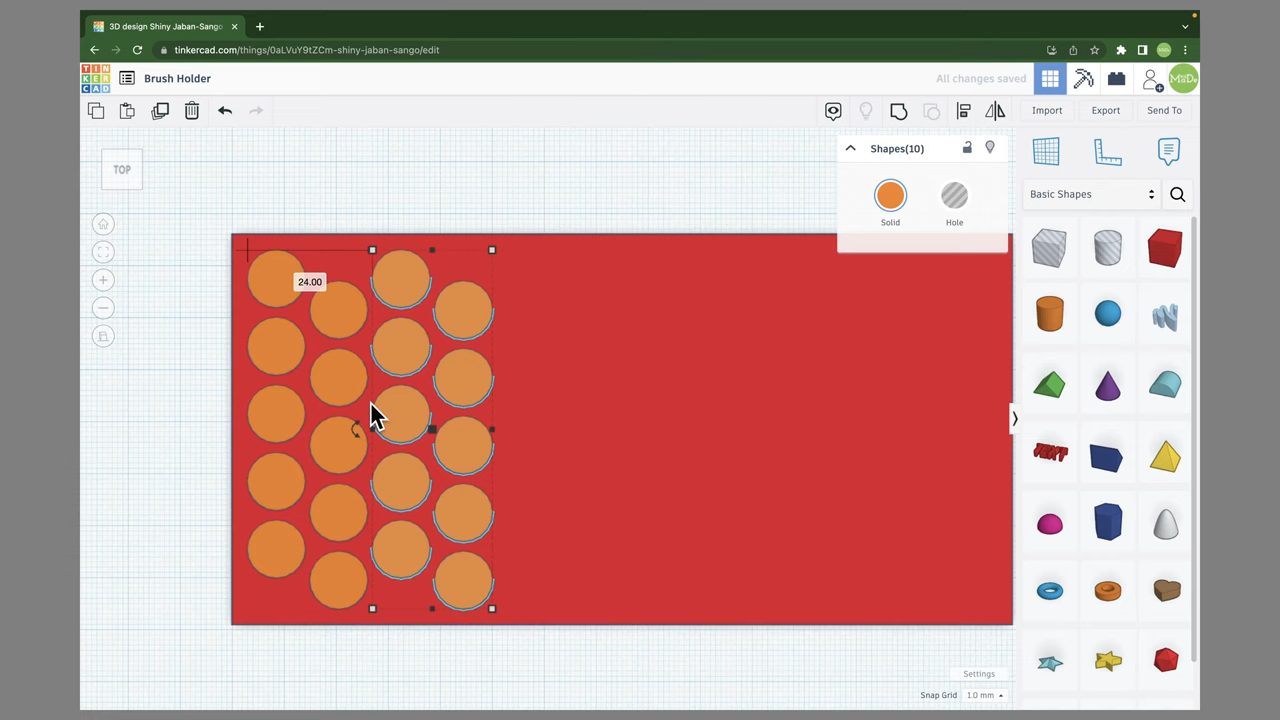 3D design Shiny Jaban-Sango
tinkercad.com/things/0aLVuY9tZCm-shiny-jaban-sango/edit
TIN
KER
CAD
Brush Holder
All changes saved
MaDe
Import
Export
Send To
TOP
Shapes(10)
Solid
Hole
Basic Shapes
24.00
TEXT
Settings
Snap Grid
1.0 mm